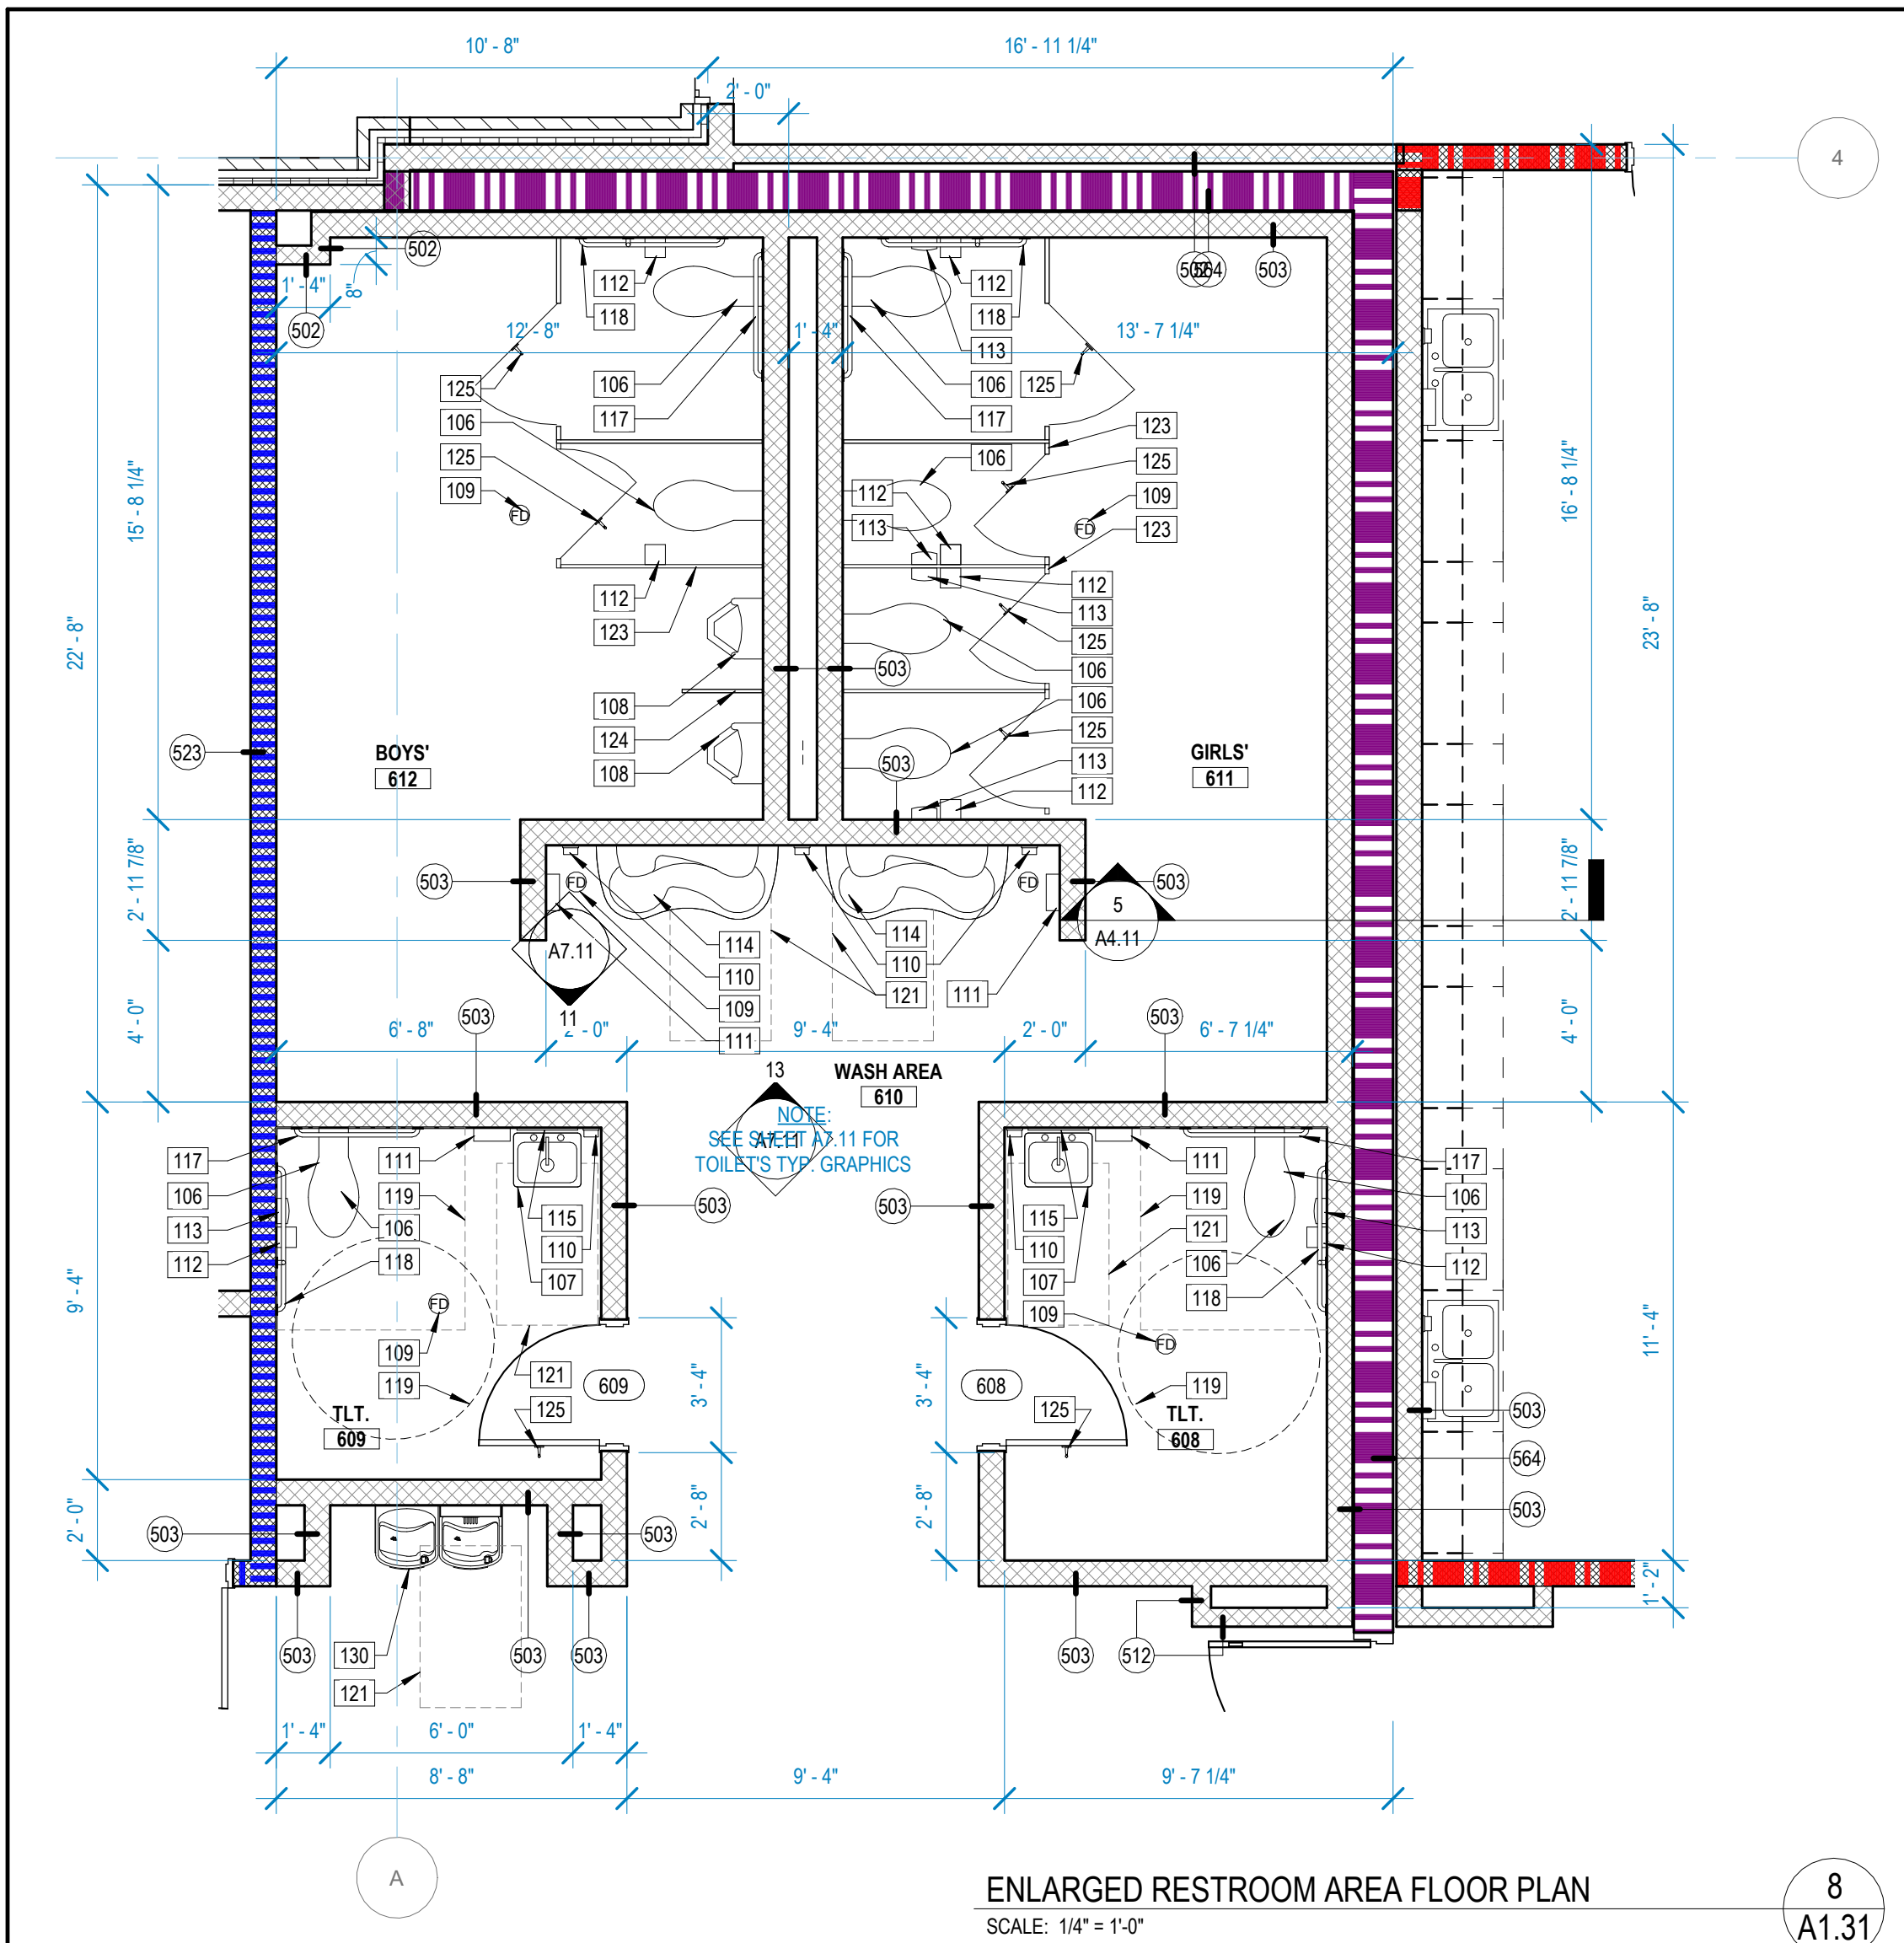 10' - 8"
16' - 11 1/4"
2' - 0"
4
502
1' - 4"
8"
502
112
118
112
118
113
502
564
503
12' - 8"
1' - 4"
13' - 7 1/4"
125
106
106
125
106
117
117
123
125
106
125
109
FD
112
109
FD
113
123
15' - 8 1/4"
16' - 8 1/4"
22' - 8"
23' - 8"
112
112
123
113
125
503
106
108
106
124
125
523
BOYS'
612
108
503
113
GIRLS'
611
112
2' - 11 7/8"
503
FD
FD
503
2' - 11 7/8"
5
A4.11
114
114
A7.11
110
110
121
111
109
11
111
4' - 0"
4' - 0"
503
6' - 8"
2' - 0"
9' - 4"
2' - 0"
6' - 7 1/4"
503
WASH AREA
610
13
A7.11
NOTE:
SEE SHEET A7.11 FOR
TOILET'S TYP. GRAPHICS
117
111
111
117
106
119
119
106
113
106
115
503
503
115
121
113
112
118
110
110
106
112
107
107
118
9' - 4"
FD
109
FD
11' - 4"
109
121
609
3' - 4"
3' - 4"
608
119
125
125
119
TLT.
609
TLT.
608
503
564
503
2' - 0"
503
503
2' - 8"
2' - 8"
1' - 2"
503
130
503
503
503
512
121
1' - 4"
6' - 0"
1' - 4"
8' - 8"
9' - 4"
9' - 7 1/4"
A
ENLARGED RESTROOM AREA FLOOR PLAN
SCALE: 1/4" = 1'-0"
8
A1.31